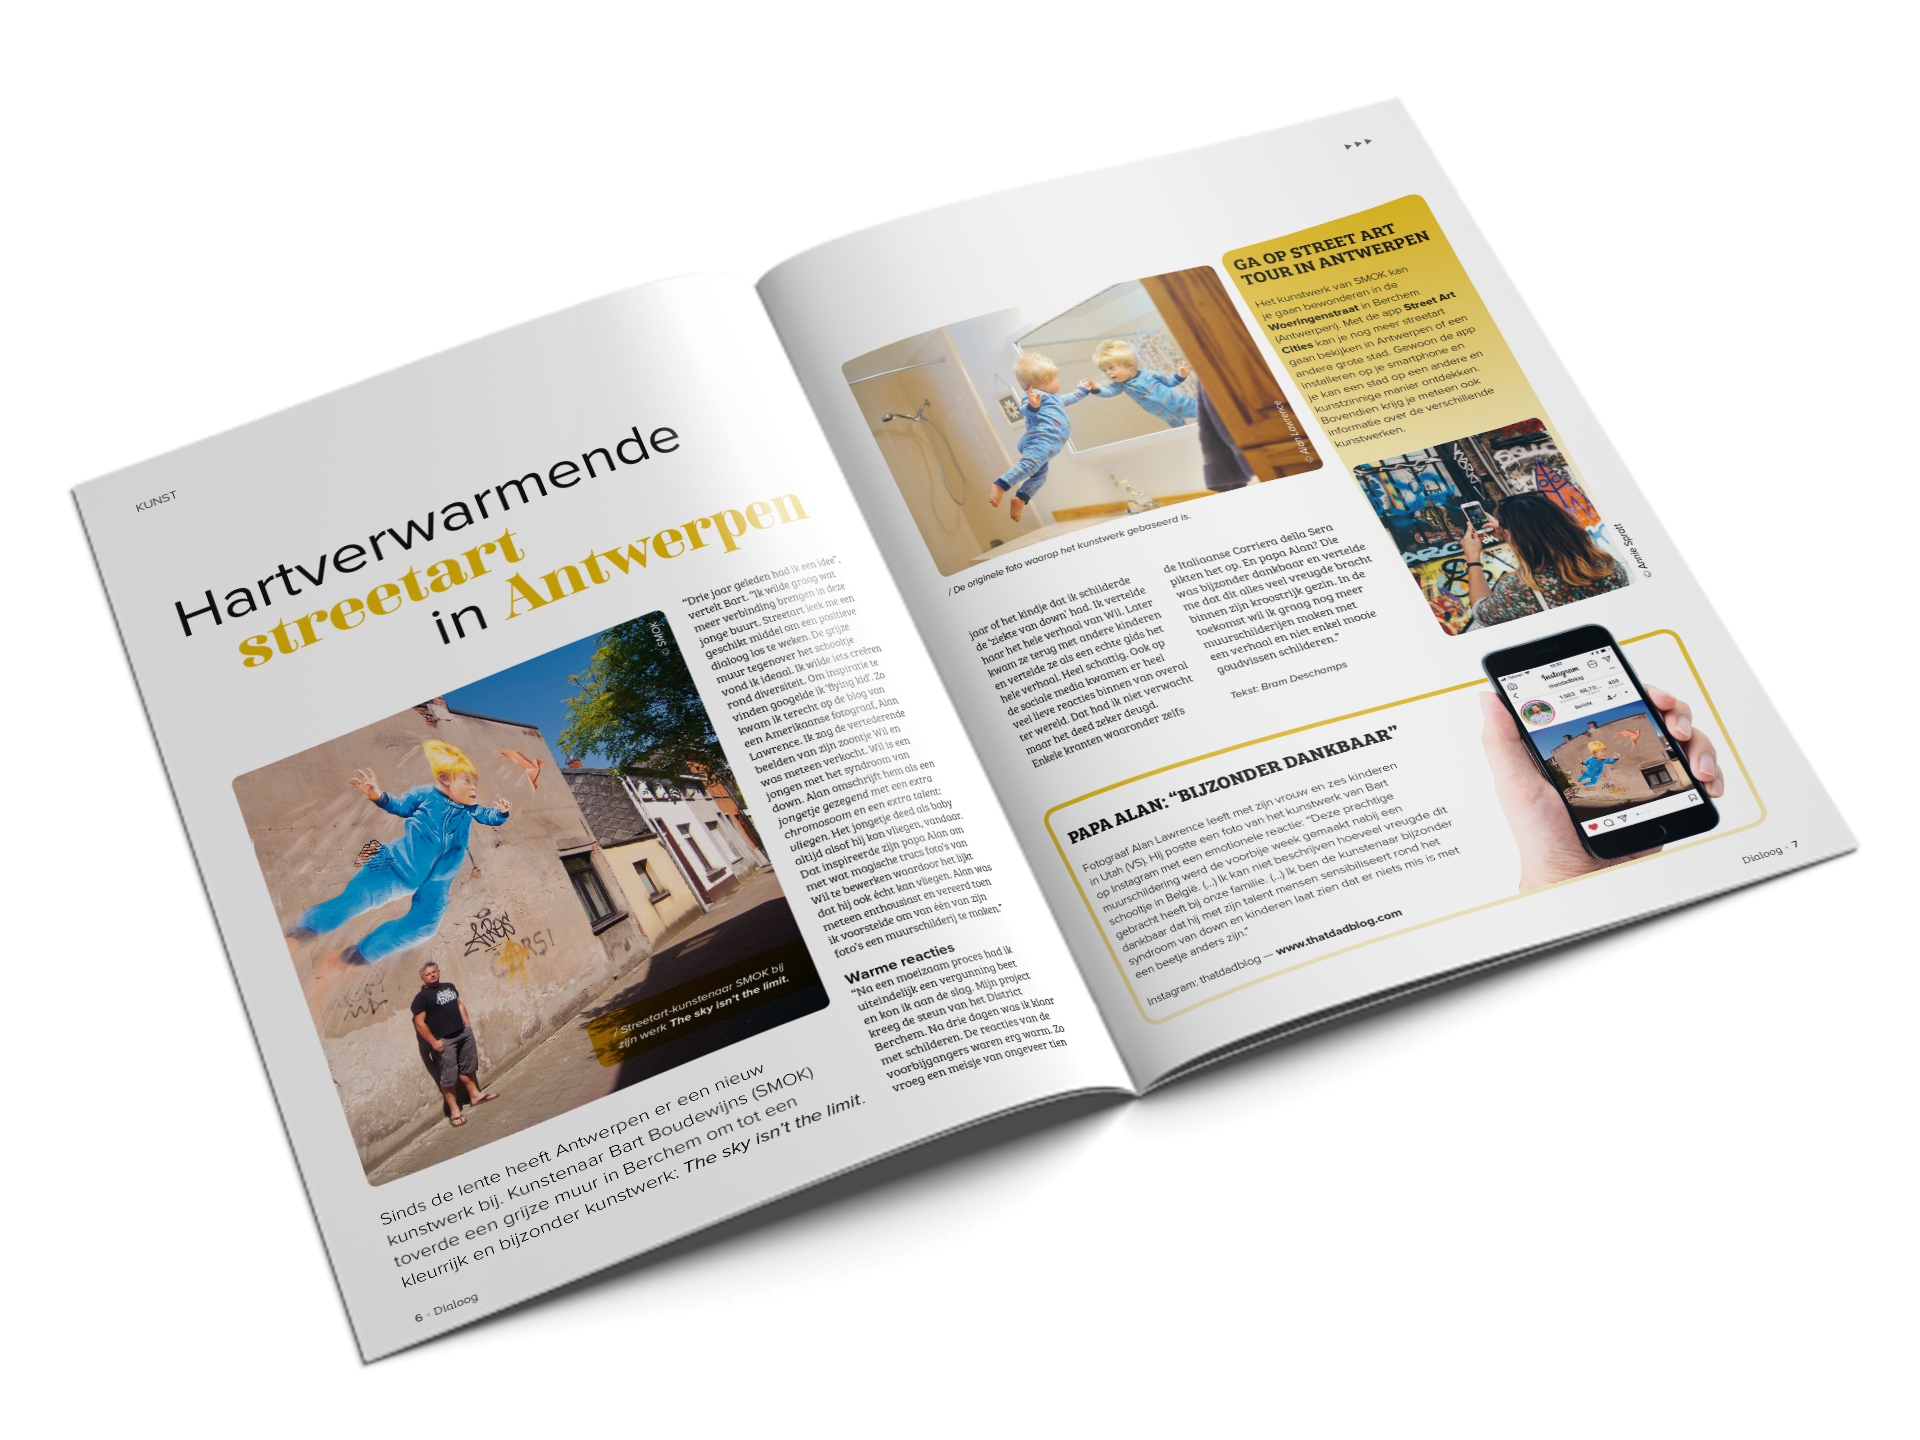 KUNST
Hartverwarmende
streetart
in Antwerpen
© SMOK
/ Streetart-kunstenaar SMOK bij
zijn werk The sky isn't the limit.
Sinds de lente heeft Antwerpen er een nieuw
kunstwerk bij. Kunstenaar Bart Boudewijns (SMOK)
toverde een grijze muur in Berchem om tot een
kleurrijk en bijzonder kunstwerk: The sky isn't the limit.
"Drie jaar geleden had ik een idee",
vertelt Bart. "Ik wilde graag wat
meer verbinding brengen in deze
jonge buurt. Streetart leek me een
geschikt middel om een positieve
dialoog los te weken. De grijze
muur tegenover het schooltje
vond ik ideaal. Ik wilde iets creëren
rond diversiteit. Om inspiratie te
vinden googelde ik 'flying kid'. Zo
kwam ik terecht op de blog van
een Amerikaanse fotograaf, Alan
Lawrence. Ik zag de vertederende
beelden van zijn zoontje Wil en
was meteen verkocht. Wil is een
jongen met het syndroom van
down. Alan omschrijft hem als een
jongetje gezegend met een extra
chromosoom en een extra talent:
vliegen. Het jongetje deed als baby
altijd alsof hij kon vliegen, vandaar.
Dat inspireerde zijn papa Alan om
met wat magische trucs foto's van
Wil te bewerken waardoor het lijkt
dat hij ook écht kan vliegen. Alan was
meteen enthousiast en vereerd toen
ik voorstelde om van één van zijn
foto's een muurschilderij te maken."
Warme reacties
"Na een moeizaam proces had ik
uiteindelijk een vergunning beet
en kon ik aan de slag. Mijn project
kreeg de steun van het District
Berchem. Na drie dagen was ik klaar
met schilderen. De reacties van de
voorbijgangers waren erg warm. Zo
vroeg een meisje van ongeveer tien
6 - Dialoog
© Alan Lawrence
/ De originele foto waarop het kunstwerk gebaseerd is.
jaar of het kindje dat ik schilderde
de 'ziekte van down' had. Ik vertelde
haar het hele verhaal van Wil. Later
kwam ze terug met andere kinderen
en vertelde ze als een echte gids het
hele verhaal. Heel schattig. Ook op
de sociale media kwamen er heel
veel lieve reacties binnen van overal
ter wereld. Dat had ik niet verwacht
maar het deed zeker deugd.
Enkele kranten waaronder zelfs
de Italiaanse Corriera della Sera
pikten het op. En papa Alan? Die
was bijzonder dankbaar en vertelde
me dat dit alles veel vreugde bracht
binnen zijn kroostrijk gezin. In de
toekomst wil ik graag nog meer
muurschilderijen maken met
een verhaal en niet enkel mooie
goudvissen schilderen."
Tekst: Bram Deschamps
GA OP STREET ART
TOUR IN ANTWERPEN
Het kunstwerk van SMOK kan
je gaan bewonderen in de
Woeringenstraat in Berchem
(Antwerpen). Met de app Street Art
Cities kan je nog meer streetart
gaan bekijken in Antwerpen of een
andere grote stad. Gewoon de app
installeren op je smartphone en
je kan een stad op een andere en
kunstzinnige manier ontdekken.
Bovendien krijg je meteen ook
informatie over de verschillende
kunstwerken.
© Annie Spratt
PAPA ALAN: "BIJZONDER DANKBAAR"
Fotograaf Alan Lawrence leeft met zijn vrouw en zes kinderen
in Utah (VS). Hij postte een foto van het kunstwerk van Bart
op Instagram met een emotionele reactie: "Deze prachtige
muurschildering werd de voorbije week gemaakt nabij een
schooltje in België. (...) Ik kan niet beschrijven hoeveel vreugde dit
gebracht heeft bij onze familie. (...) Ik ben de kunstenaar bijzonder
dankbaar dat hij met zijn talent mensen sensibiliseert rond het
syndroom van down en kinderen laat zien dat er niets mis is met
een beetje anders zijn."
Instagram: thatdadblog — www.thatdadblog.com
Instagram
thatdadblog
Dialoog - 7